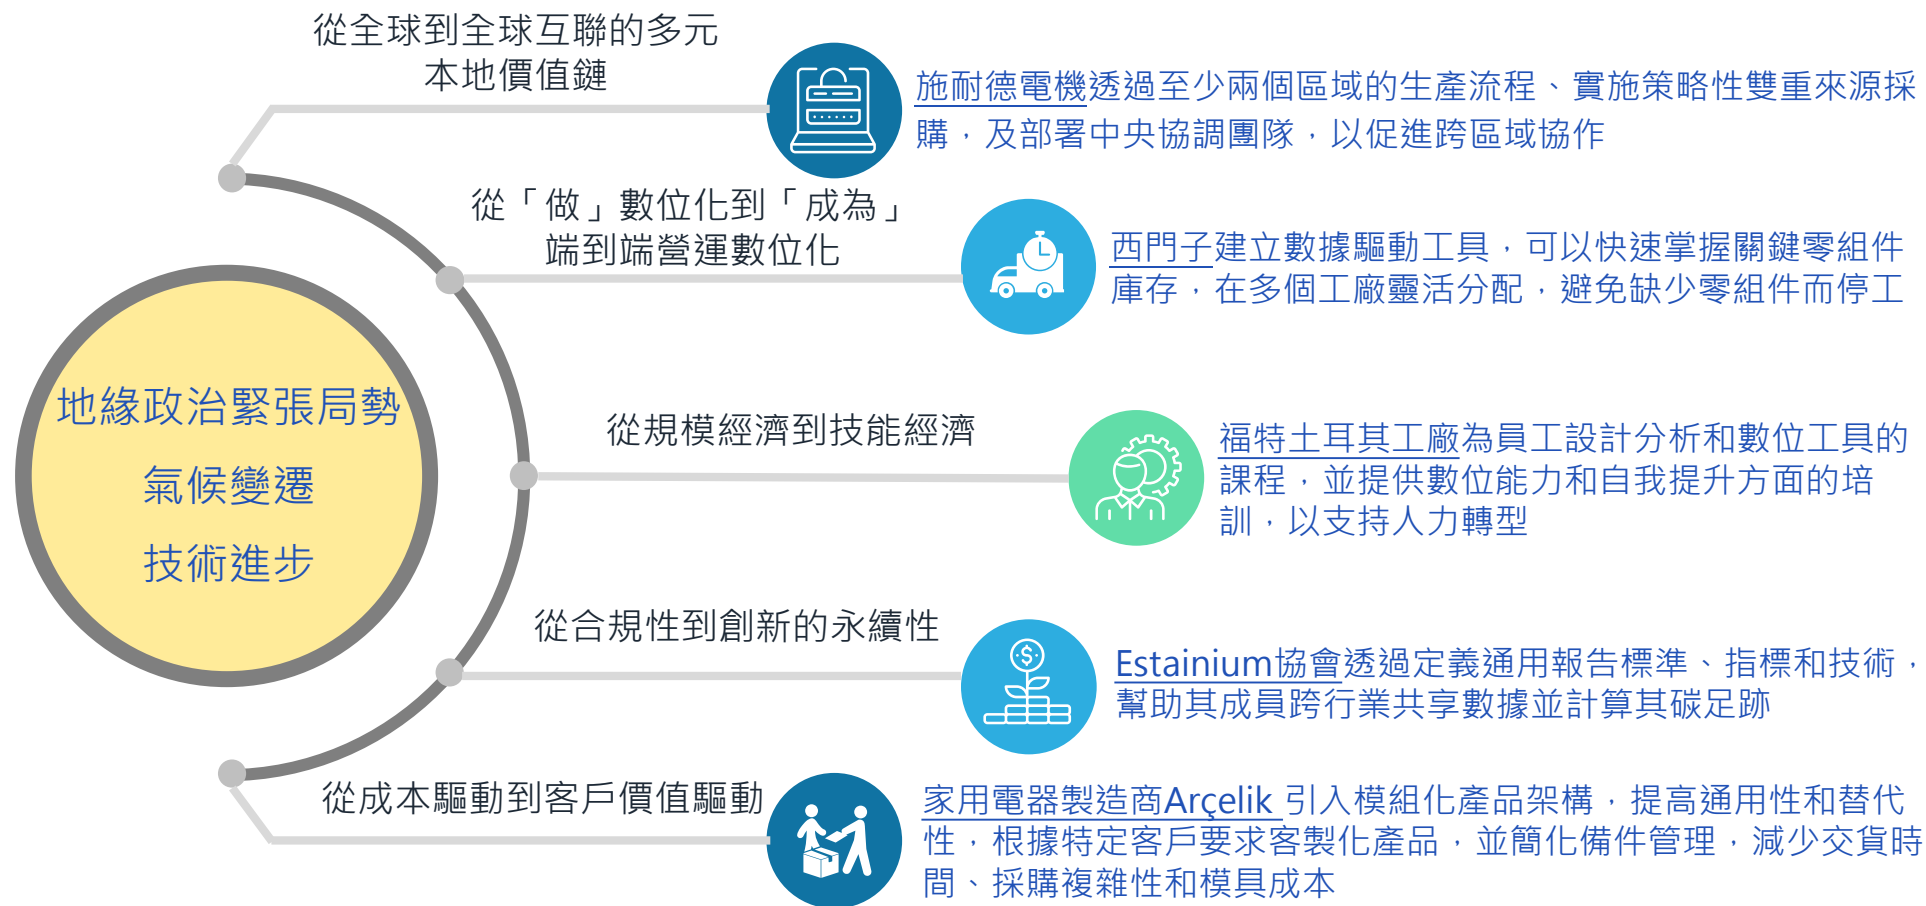 從全球到全球互聯的多元
本地價值鏈
施耐德電機透過至少兩個區域的生產流程、實施策略性雙重來源採
購，及部署中央協調團隊，以促進跨區域協作
從「做」數位化到「成為」
端到端營運數位化
西門子建立數據驅動工具，可以快速掌握關鍵零組件
庫存，在多個工廠靈活分配，避免缺少零組件而停工
地緣政治緊張局勢
氣候變遷
技術進步
從規模經濟到技能經濟
福特土耳其工廠為員工設計分析和數位工具的
課程，並提供數位能力和自我提升方面的培
訓，以支持人力轉型
從合規性到創新的永續性
Estainium協會透過定義通用報告標準、指標和技術，
幫助其成員跨行業共享數據並計算其碳足跡
從成本驅動到客戶價值驅動
家用電器製造商Arçelik 引入模組化產品架構，提高通用性和替代
性，根據特定客戶要求客製化產品，並簡化備件管理，減少交貨時
間、採購複雜性和模具成本